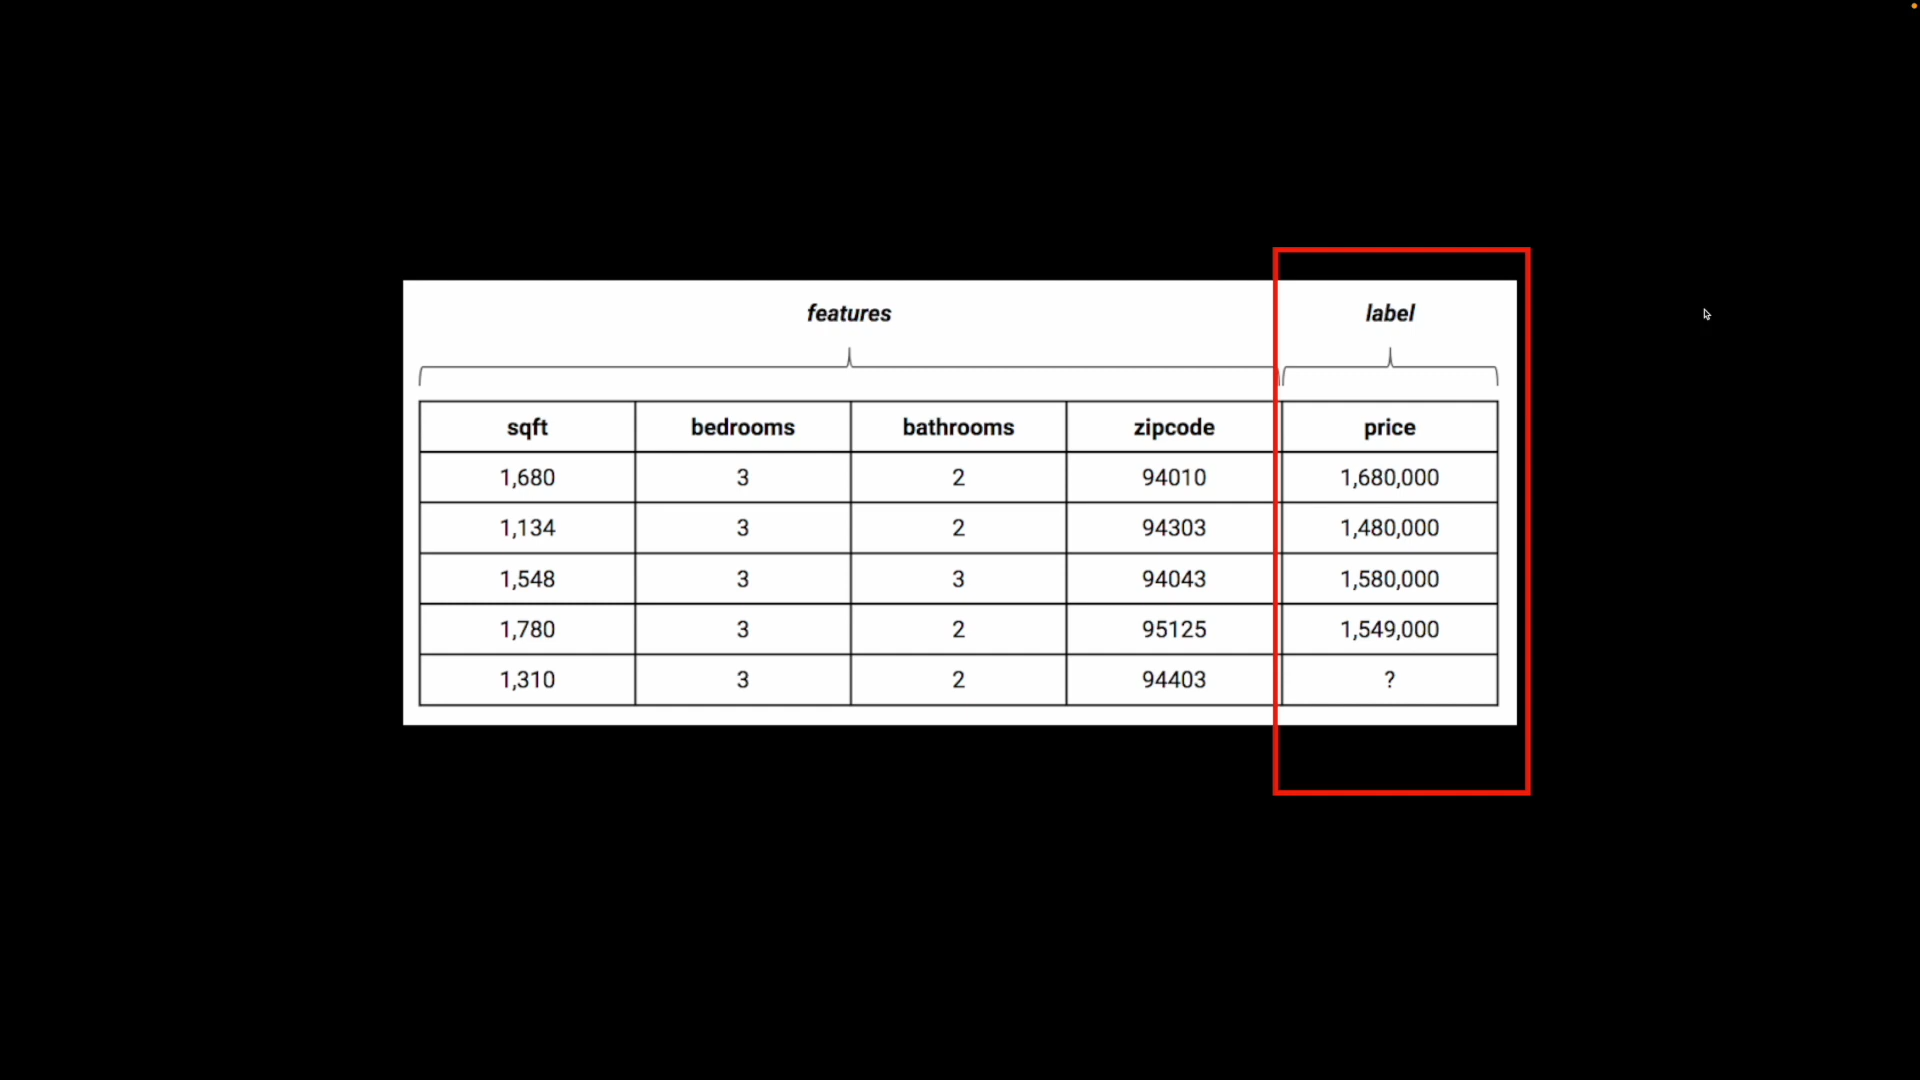 features label
sqft bedrooms bathrooms zipcode price
1,680 3 2 94010 1,680,000
1,134 3 2 94303 1,480,000
1,548 3 3 94043 1,580,000
1,780 3 2 95125 1,549,000
1,310 3 2 94403 ?